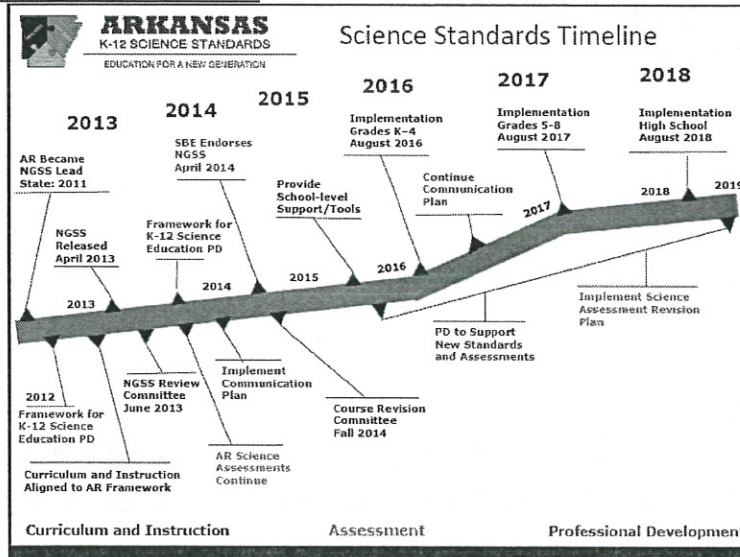 ARKANSAS
K-12 SCIENCE STANDARDS
EDUCATION FOR A NEW GENERATION
Science Standards Timeline
2013
2014
2015
2016
2017
2018
AR Became
NGSS Lead
State: 2011
NGSS
Released
April 2013
Framework for
K-12 Science
Education PD
SBE Endorses
NGSS
April 2014
Provide
School-level
Support/Tools
Implementation
Grades K-4
August 2016
Continue
Communication
Plan
Implementation
Grades 5-8
August 2017
Implementation
High School
August 2018
2013
2014
2015
2016
2017
2018
2019
2012
Framework for
K-12 Science
Education PD
Curriculum and Instruction
Aligned to AR Framework
NGSS Review
Committee
June 2013
AR Science
Assessments
Continue
Implement
Communication
Plan
Course Revision
Committee
Fall 2014
PD to Support
New Standards
and Assessments
Implement Science
Assessment Revision
Plan
Curriculum and Instruction
Assessment
Professional Development